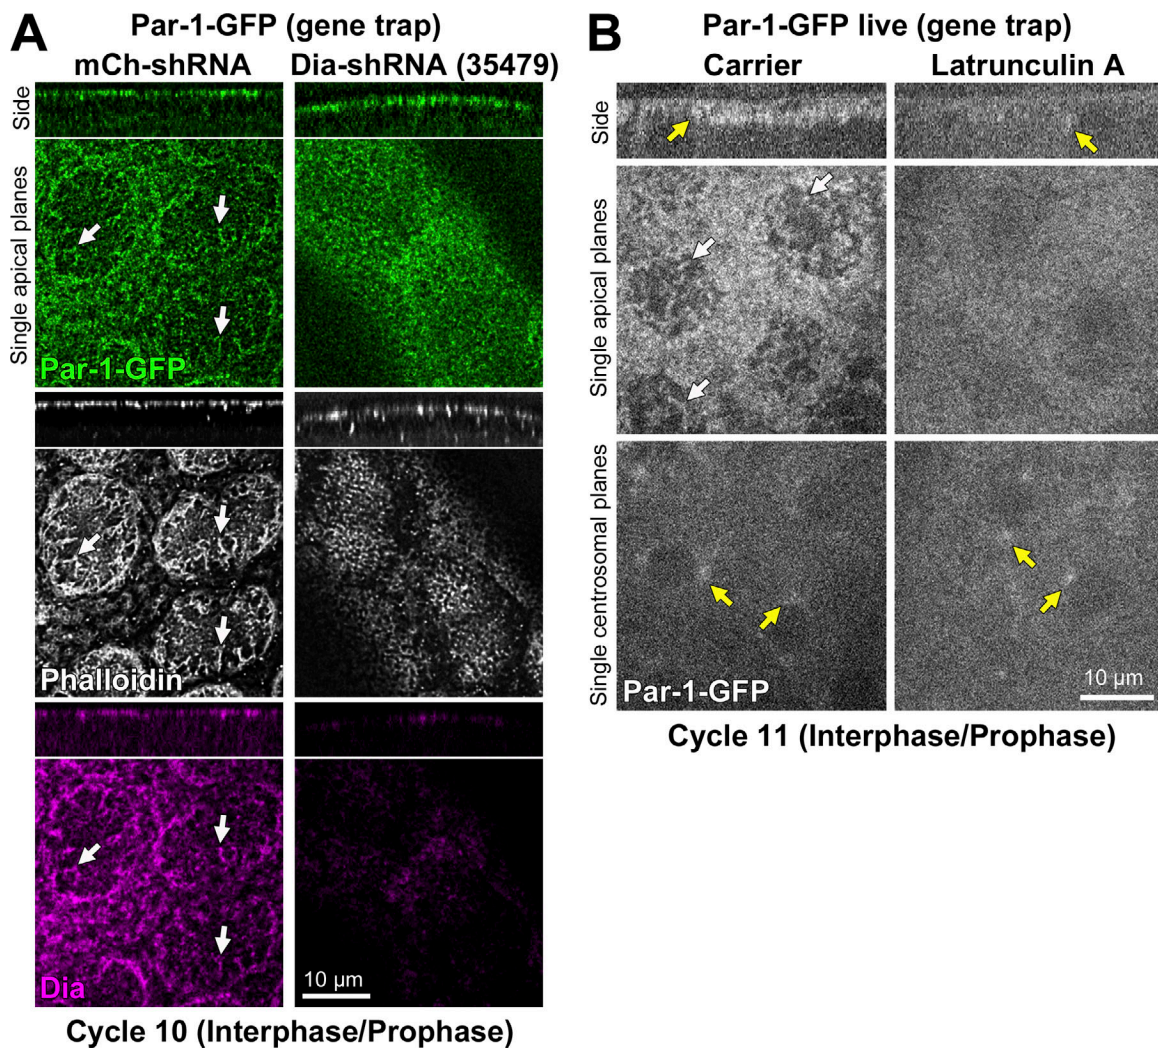 A
Par-1-GFP (gene trap)
mCh-shRNA
Dia-shRNA (35479)
Side
Single apical planes
Par-1-GFP
Phalloidin
Dia
10 µm
Cycle 10 (Interphase/Prophase)
B
Par-1-GFP live (gene trap)
Carrier
Latrunculin A
Side
Single apical planes
Single centrosomal planes
Par-1-GFP
10 µm
Cycle 11 (Interphase/Prophase)